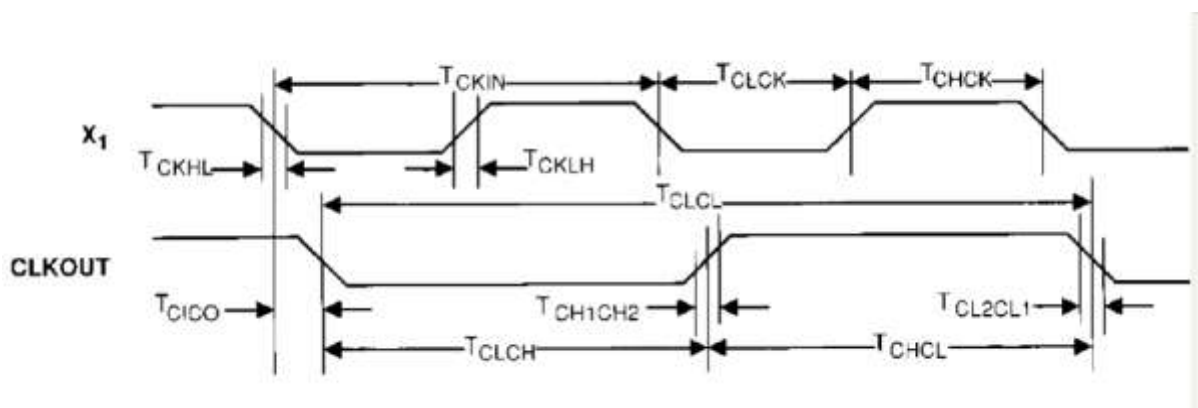 TCKIN
TCLCK
TCHCK
X1
TCKHL
TCKLH
TCLCL
CLKOUT
TCICO
TCH1CH2
TCL2CL1
TCLCH
TCHCL